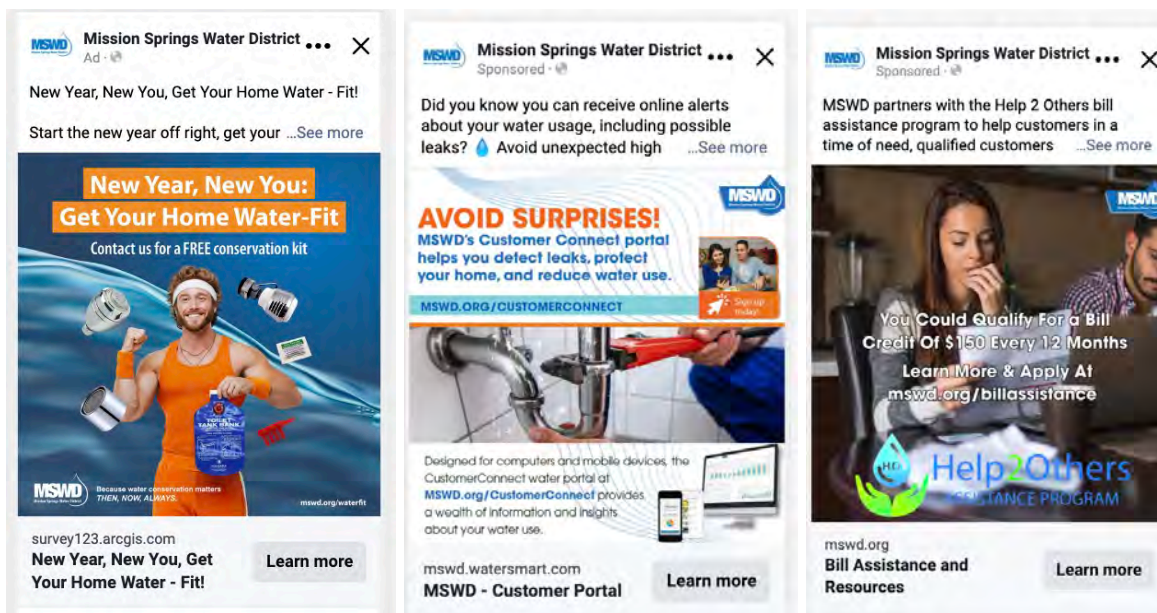 MSWD
Mission Springs Water District
Ad
New Year, New You, Get Your Home Water - Fit!
Start the new year off right, get your ...See more
New Year, New You:
Get Your Home Water-Fit
Contact us for a FREE conservation kit
TOILET
TANK BANK
MSWD
Because water conservation matters
THEN, NOW, ALWAYS.
mswd.org/waterfit
survey123.arcgis.com
New Year, New You, Get
Your Home Water - Fit!
Learn more
MSWD
Mission Springs Water District
Sponsored
Did you know you can receive online alerts
about your water usage, including possible
leaks? 💧 Avoid unexpected high ...See more
MSWD
AVOID SURPRISES!
MSWD's Customer Connect portal
helps you detect leaks, protect
your home, and reduce water use.
MSWD.ORG/CUSTOMERCONNECT
Sign up
today!
Designed for computers and mobile devices, the
CustomerConnect water portal at
MSWD.org/CustomerConnect provides
a wealth of information and insights
about your water use.
mswd.watersmart.com
MSWD - Customer Portal
Learn more
MSWD
Mission Springs Water District
Sponsored
MSWD partners with the Help 2 Others bill
assistance program to help customers in a
time of need, qualified customers ...See more
MSWD
You Could Qualify For a Bill
Credit Of $150 Every 12 Months
Learn More & Apply At
mswd.org/billassistance
H2O
Help2Others
ASSISTANCE PROGRAM
mswd.org
Bill Assistance and
Resources
Learn more